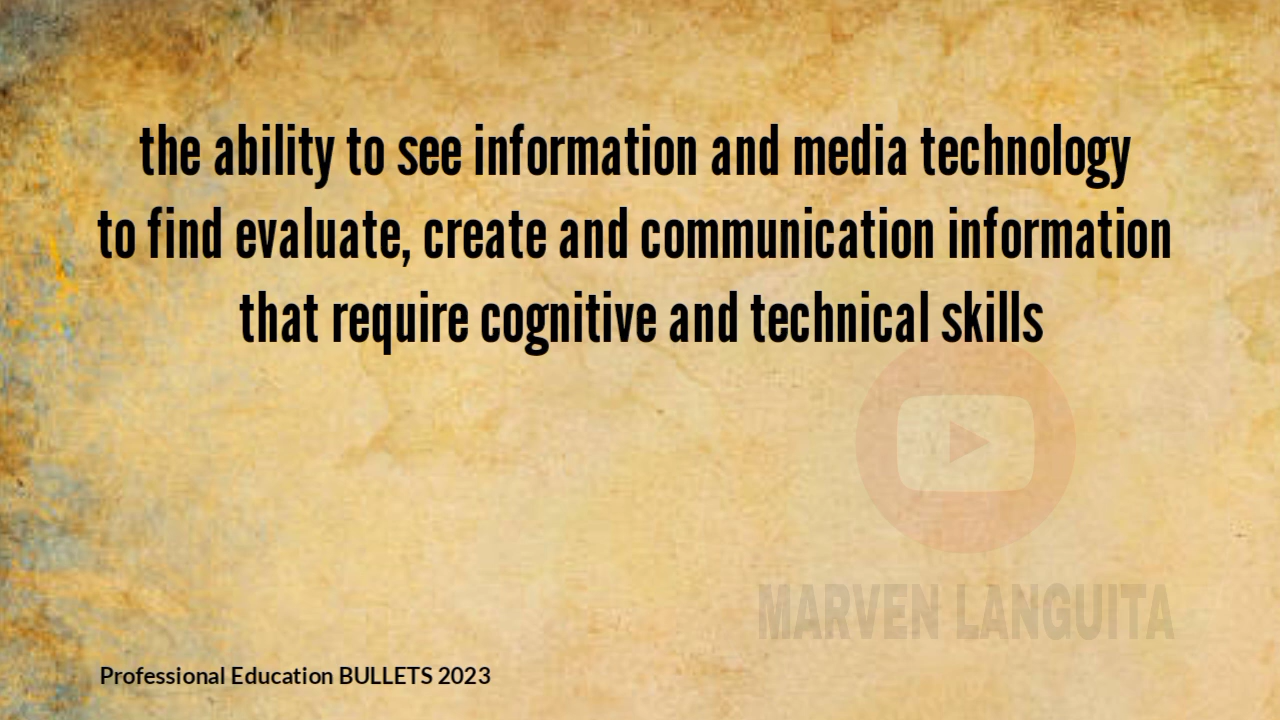 the ability to see information and media technology
to find evaluate, create and communication information
that require cognitive and technical skills
MARVEN LANGUITA
Professional Education BULLETS 2023